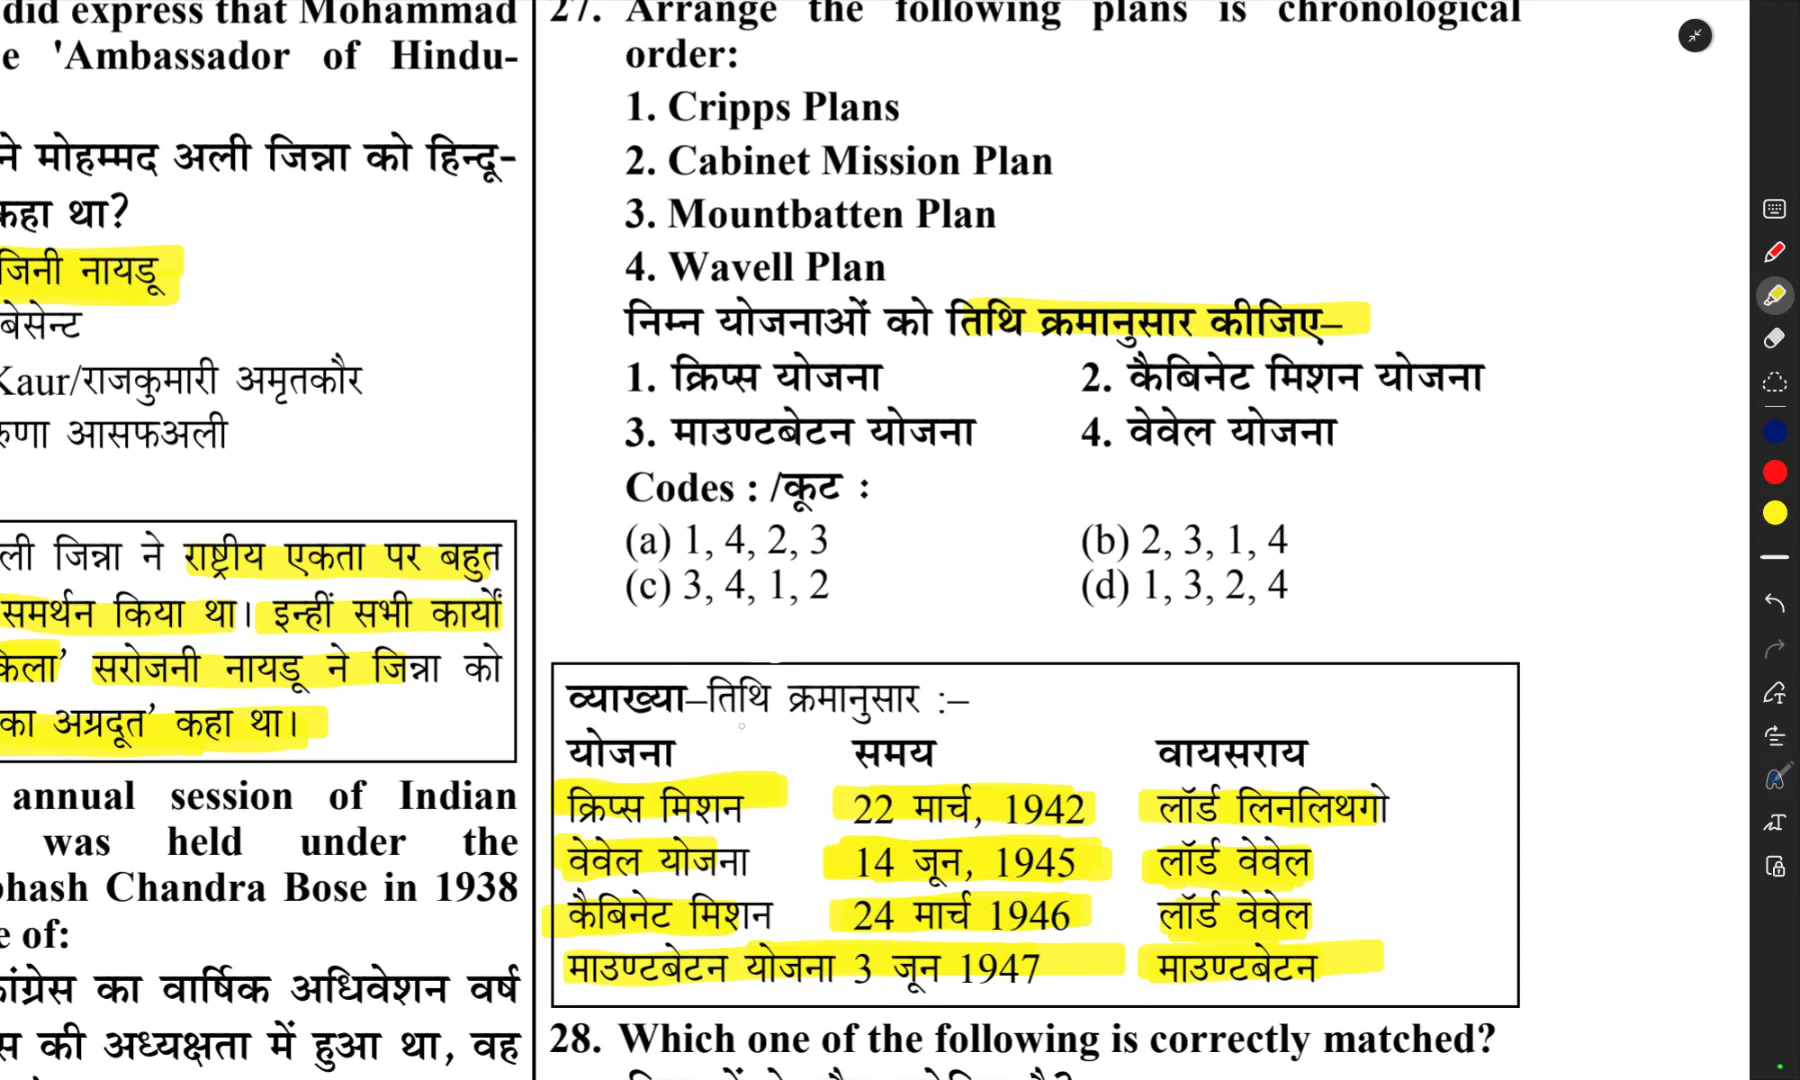 did express that Mohammad
e 'Ambassador of Hindu-
ने मोहम्मद अली जिन्ना को हिन्दू-
कहा था?
जिनी नायडू
बेसेन्ट
Kaur/राजकुमारी अमृतकौर
रुणा आसफअली
ली जिन्ना ने राष्ट्रीय एकता पर बहुत
समर्थन किया था। इन्हीं सभी कार्यों
सरोजनी नायडू ने जिन्ना को
का अग्रदूत' कहा था।
annual session of Indian
was held under the
Chandra Bose in 1938
e of:
कांग्रेस का वार्षिक अधिवेशन वर्ष
स की अध्यक्षता में हुआ था, वह
27. Arrange the following plans is chronological
order:
1. Cripps Plans
2. Cabinet Mission Plan
3. Mountbatten Plan
4. Wavell Plan
निम्न योजनाओं को तिथि क्रमानुसार कीजिए–
1. क्रिप्स योजना 2. कैबिनेट मिशन योजना
3. माउण्टबेटन योजना 4. वेवेल योजना
Codes : /कूट :
(a) 1, 4, 2, 3 (b) 2, 3, 1, 4
(c) 3, 4, 1, 2 (d) 1, 3, 2, 4
व्याख्या–तिथि क्रमानुसार :–
योजना समय वायसराय
क्रिप्स मिशन 22 मार्च, 1942 लॉर्ड लिनलिथगो
वेवेल योजना 14 जून, 1945 लॉर्ड वेवेल
कैबिनेट मिशन 24 मार्च 1946 लॉर्ड वेवेल
माउण्टबेटन योजना 3 जून 1947 माउण्टबेटन
28. Which one of the following is correctly matched?